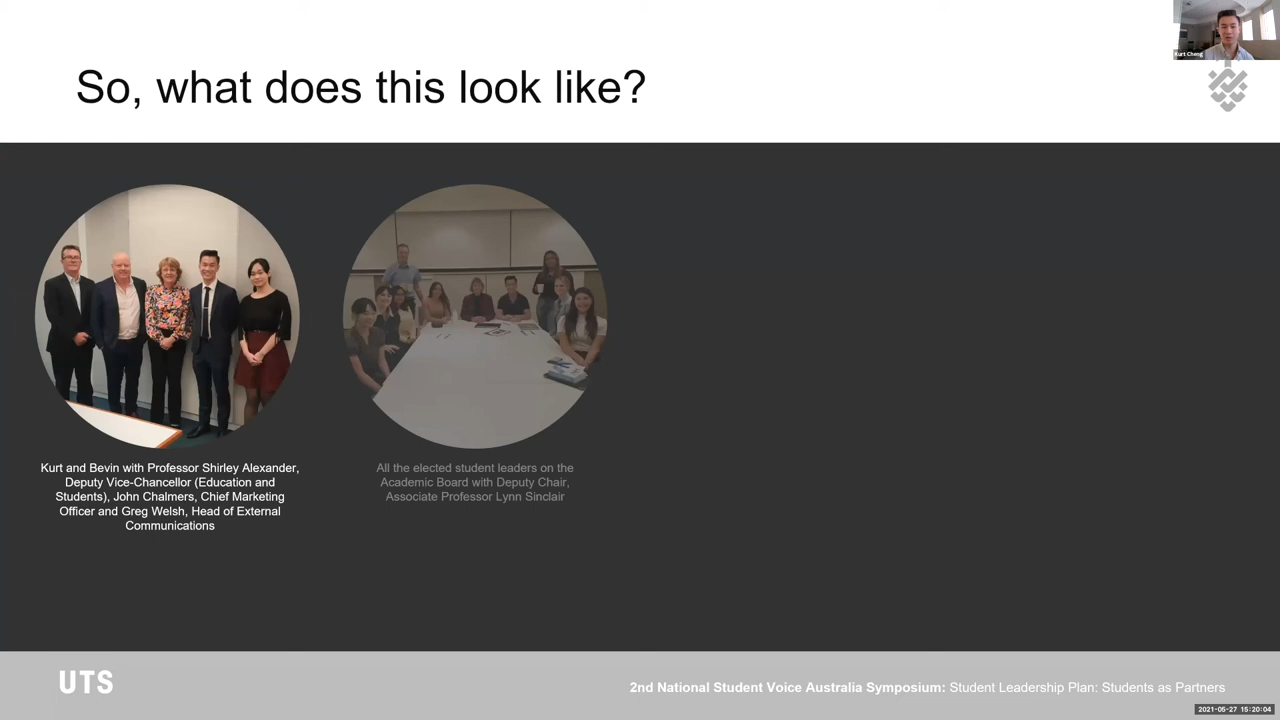 Kurt Cheng
So, what does this look like?
Kurt and Bevin with Professor Shirley Alexander,
Deputy Vice-Chancellor (Education and
Students), John Chalmers, Chief Marketing
Officer and Greg Welsh, Head of External
Communications
All the elected student leaders on the
Academic Board with Deputy Chair,
Associate Professor Lynn Sinclair
UTS
2nd National Student Voice Australia Symposium: Student Leadership Plan: Students as Partners
2021-05-27 15:20:04